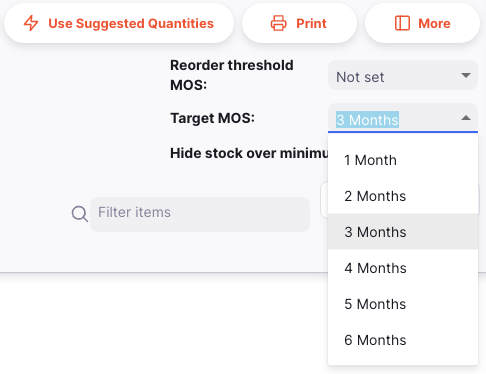 Use Suggested Quantities
Print
More
Reorder threshold
MOS:
Not set
Target MOS:
3 Months
Hide stock over minimu
1 Month
2 Months
Filter items
3 Months
4 Months
5 Months
6 Months